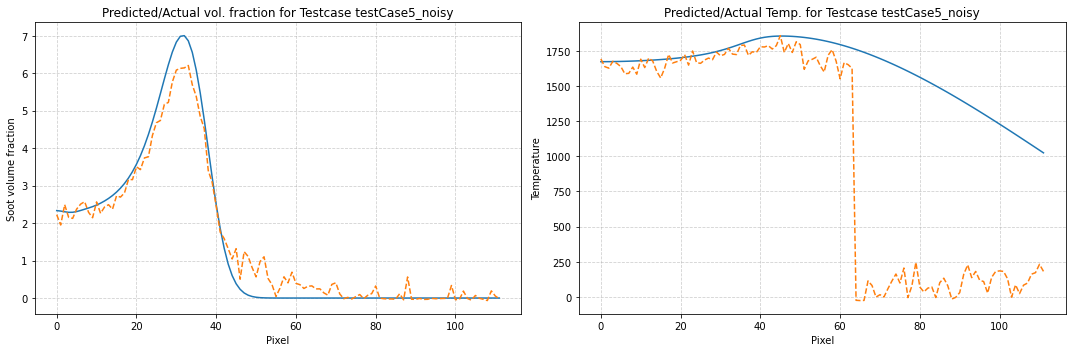 Predicted/Actual vol. fraction for Testcase testCase5_noisy
Soot volume fraction
7
6
5
4
3
2
1
0
0 20 40 60 80 100
Pixel
Predicted/Actual Temp. for Testcase testCase5_noisy
Temperature
1750
1500
1250
1000
750
500
250
0
0 20 40 60 80 100
Pixel